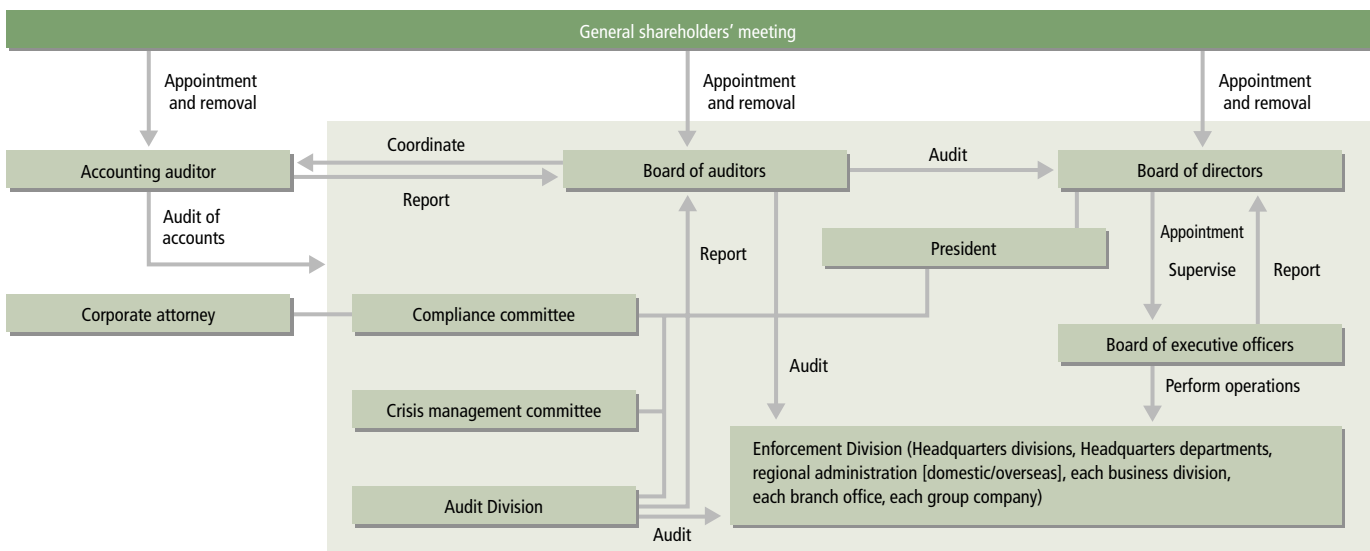 General shareholders’ meeting
Appointment
and removal
Appointment
and removal
Appointment
and removal
Accounting auditor
Coordinate
Report
Board of auditors
Audit
Board of directors
Audit of
accounts
Report
President
Appointment
Supervise
Report
Corporate attorney
Compliance committee
Board of executive officers
Audit
Perform operations
Crisis management committee
Enforcement Division (Headquarters divisions, Headquarters departments,
regional administration [domestic/overseas], each business division,
each branch office, each group company)
Audit Division
Audit